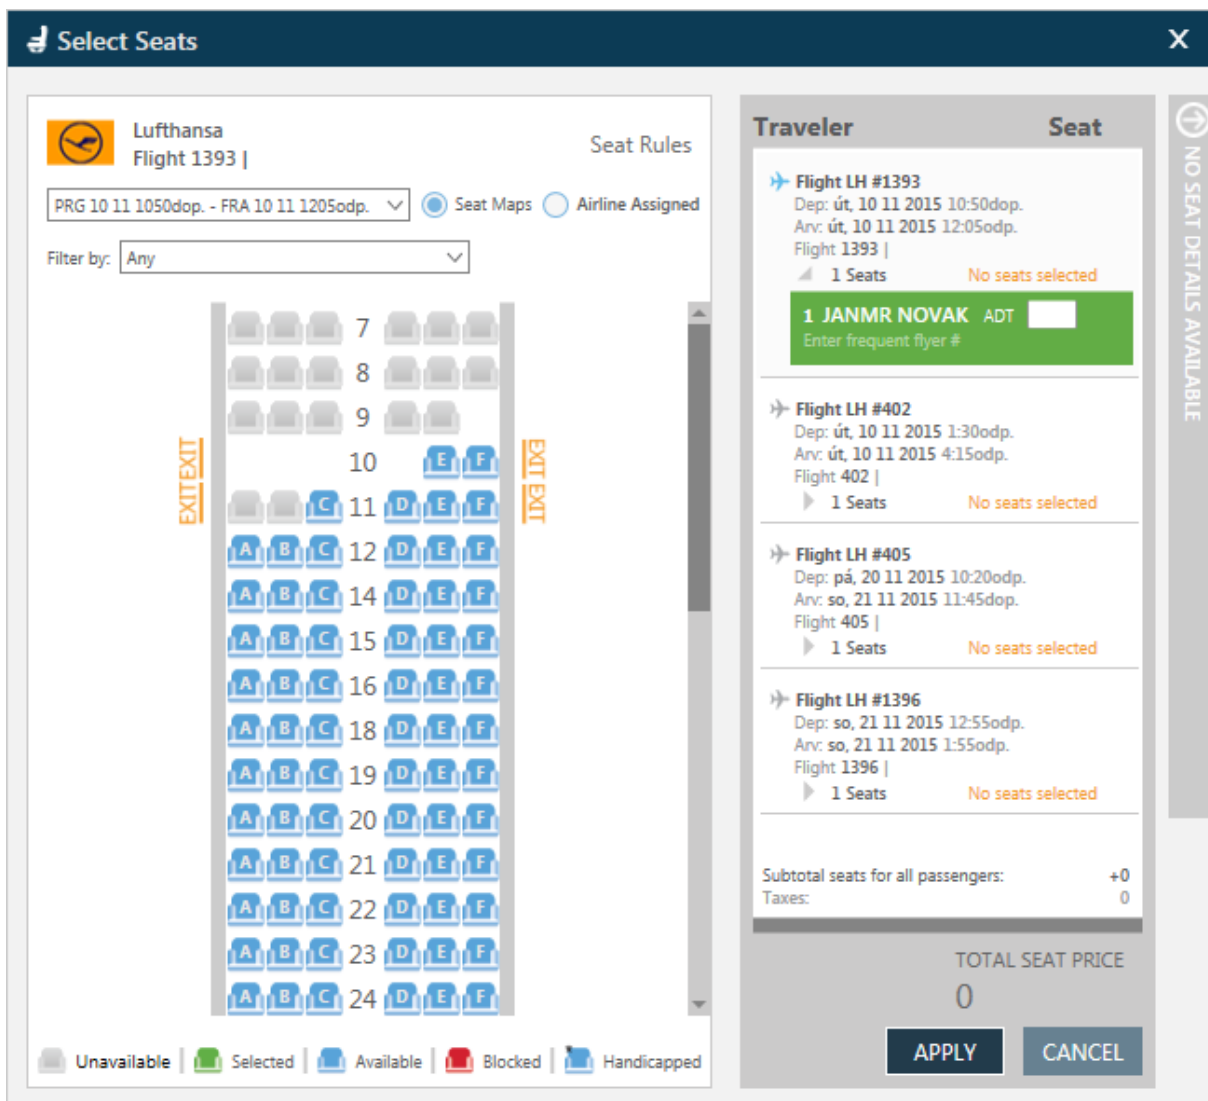 Select Seats
X
Lufthansa
Flight 1393 |
Seat Rules
PRG 10 11 1050dop. - FRA 10 11 1205odp.
Seat Maps
Airline Assigned
Filter by:
Any
7
8
9
EXIT
10 E F
EXIT
EXIT
C 11 D E F
EXIT
A B C 12 D E F
A B C 14 D E F
A B C 15 D E F
A B C 16 D E F
A B C 18 D E F
A B C 19 D E F
A B C 20 D E F
A B C 21 D E F
A B C 22 D E F
A B C 23 D E F
A B C 24 D E F
Unavailable | Selected | Available | Blocked | Handicapped
Traveler Seat
Flight LH #1393
Dep: út, 10 11 2015 10:50dop.
Arv: út, 10 11 2015 12:05odp.
Flight 1393 |
1 Seats No seats selected
1 JANMR NOVAK ADT
Enter frequent flyer #
Flight LH #402
Dep: út, 10 11 2015 1:30odp.
Arv: út, 10 11 2015 4:15odp.
Flight 402 |
1 Seats No seats selected
Flight LH #405
Dep: pá, 20 11 2015 10:20odp.
Arv: so, 21 11 2015 11:45dop.
Flight 405 |
1 Seats No seats selected
Flight LH #1396
Dep: so, 21 11 2015 12:55odp.
Arv: so, 21 11 2015 1:55odp.
Flight 1396 |
1 Seats No seats selected
Subtotal seats for all passengers: +0
Taxes: 0
TOTAL SEAT PRICE
0
APPLY
CANCEL
NO SEAT DETAILS AVAILABLE